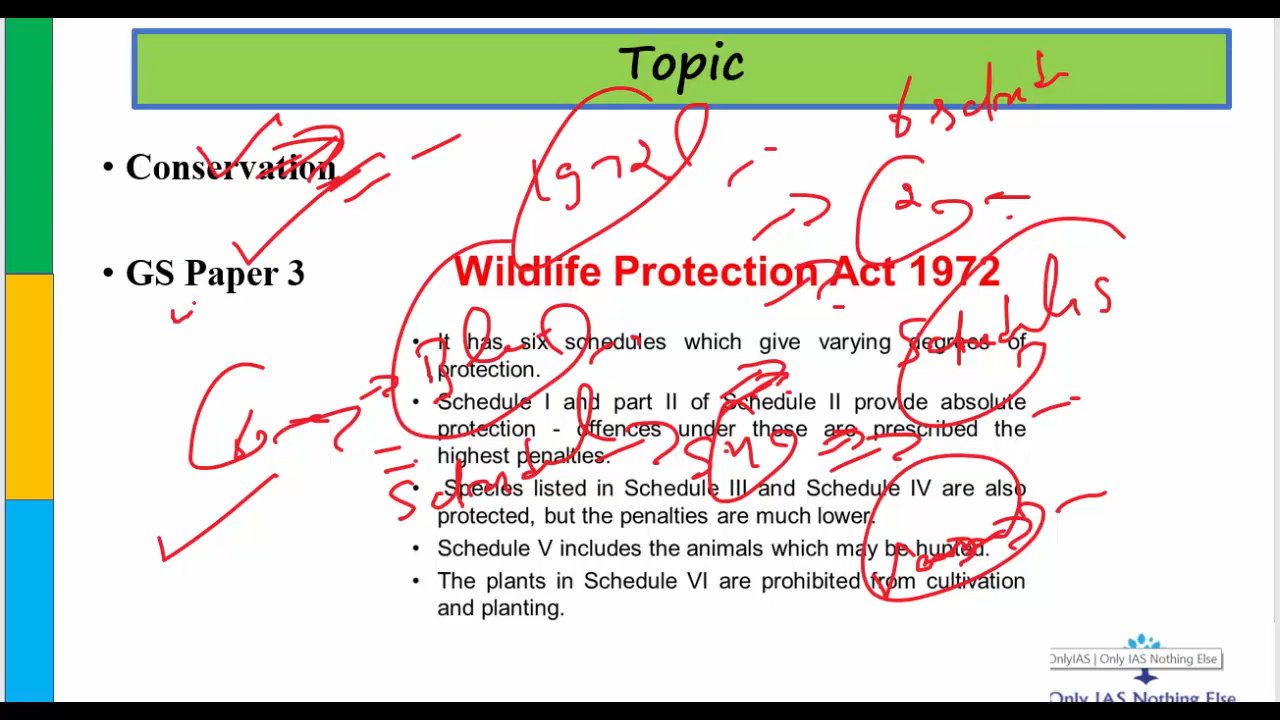 Topic
• Conservation
• GS Paper 3
1972
Wildlife Protection Act 1972
• It has six schedules which give varying degrees of
protection.
• Schedule I and part II of Schedule II provide absolute
protection - offences under these are prescribed the
highest penalties.
• Species listed in Schedule III and Schedule IV are also
protected, but the penalties are much lower.
• Schedule V includes the animals which may be hunted.
• The plants in Schedule VI are prohibited from cultivation
and planting.
Schedules
OnlyIAS | Only IAS Nothing Else
Only IAS Nothing Else